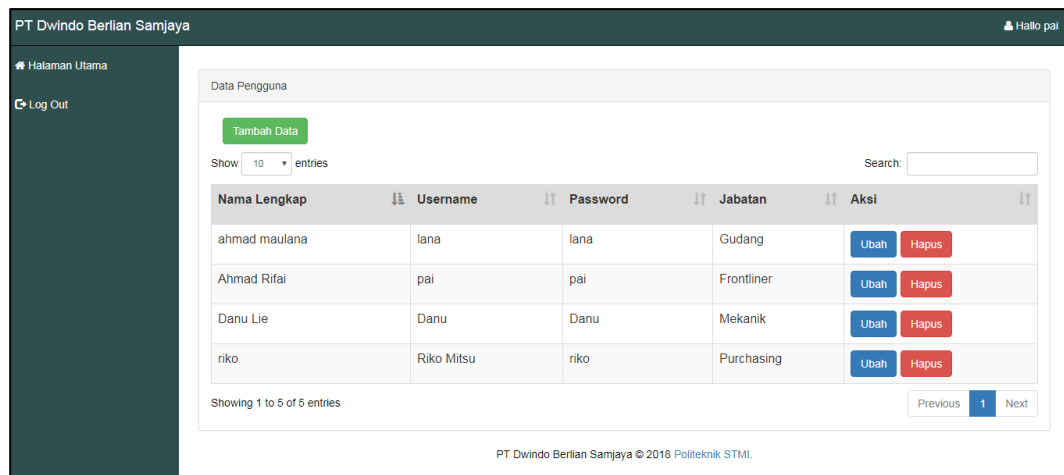 PT Dwindo Berlian Samjaya
Hallo pai
Halaman Utama
Log Out
Data Pengguna
Tambah Data
Show 10 entries
Search:
Nama Lengkap Username Password Jabatan Aksi
ahmad maulana lana lana Gudang Ubah Hapus
Ahmad Rifai pai pai Frontliner Ubah Hapus
Danu Lie Danu Danu Mekanik Ubah Hapus
riko Riko Mitsu riko Purchasing Ubah Hapus
Showing 1 to 5 of 5 entries
Previous 1 Next
PT Dwindo Berlian Samjaya © 2018 Politeknik STMI.